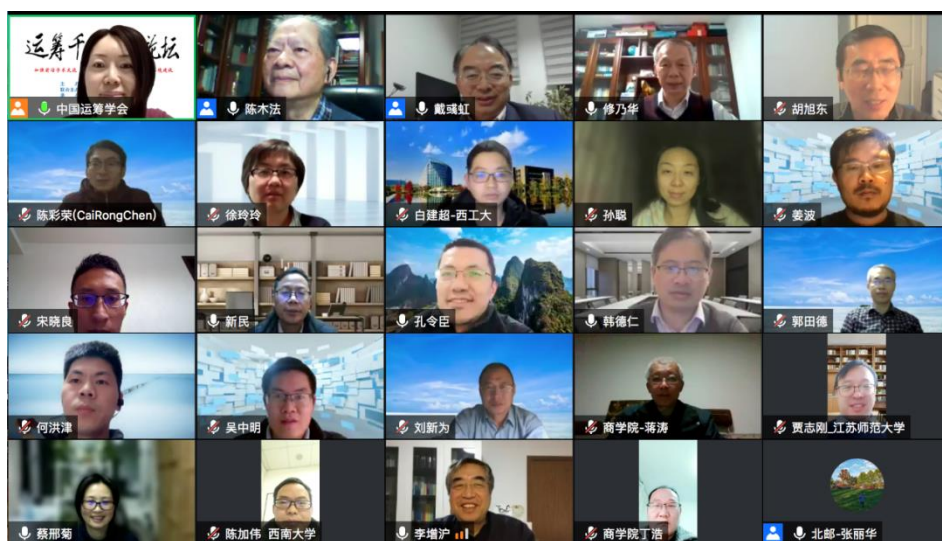 运筹千
论坛
中国运筹学会
陈木法
戴彧虹
修乃华
胡旭东
陈彩荣(CaiRongChen)
徐玲玲
白建超-西工大
孙聪
姜波
宋晓良
新民
孔令臣
韩德仁
郭田德
何洪津
吴中明
刘新为
商学院-蒋涛
贾志刚_江苏师范大学
蔡邢菊
陈加伟 西南大学
李增沪
商学院丁浩
北邮-张丽华